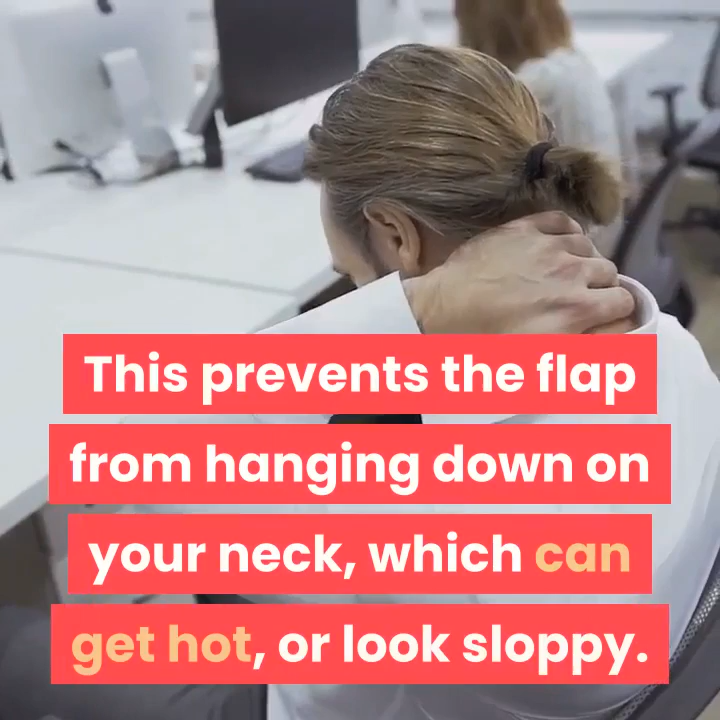 This prevents the flap
from hanging down on
your neck, which can
get hot, or look sloppy.